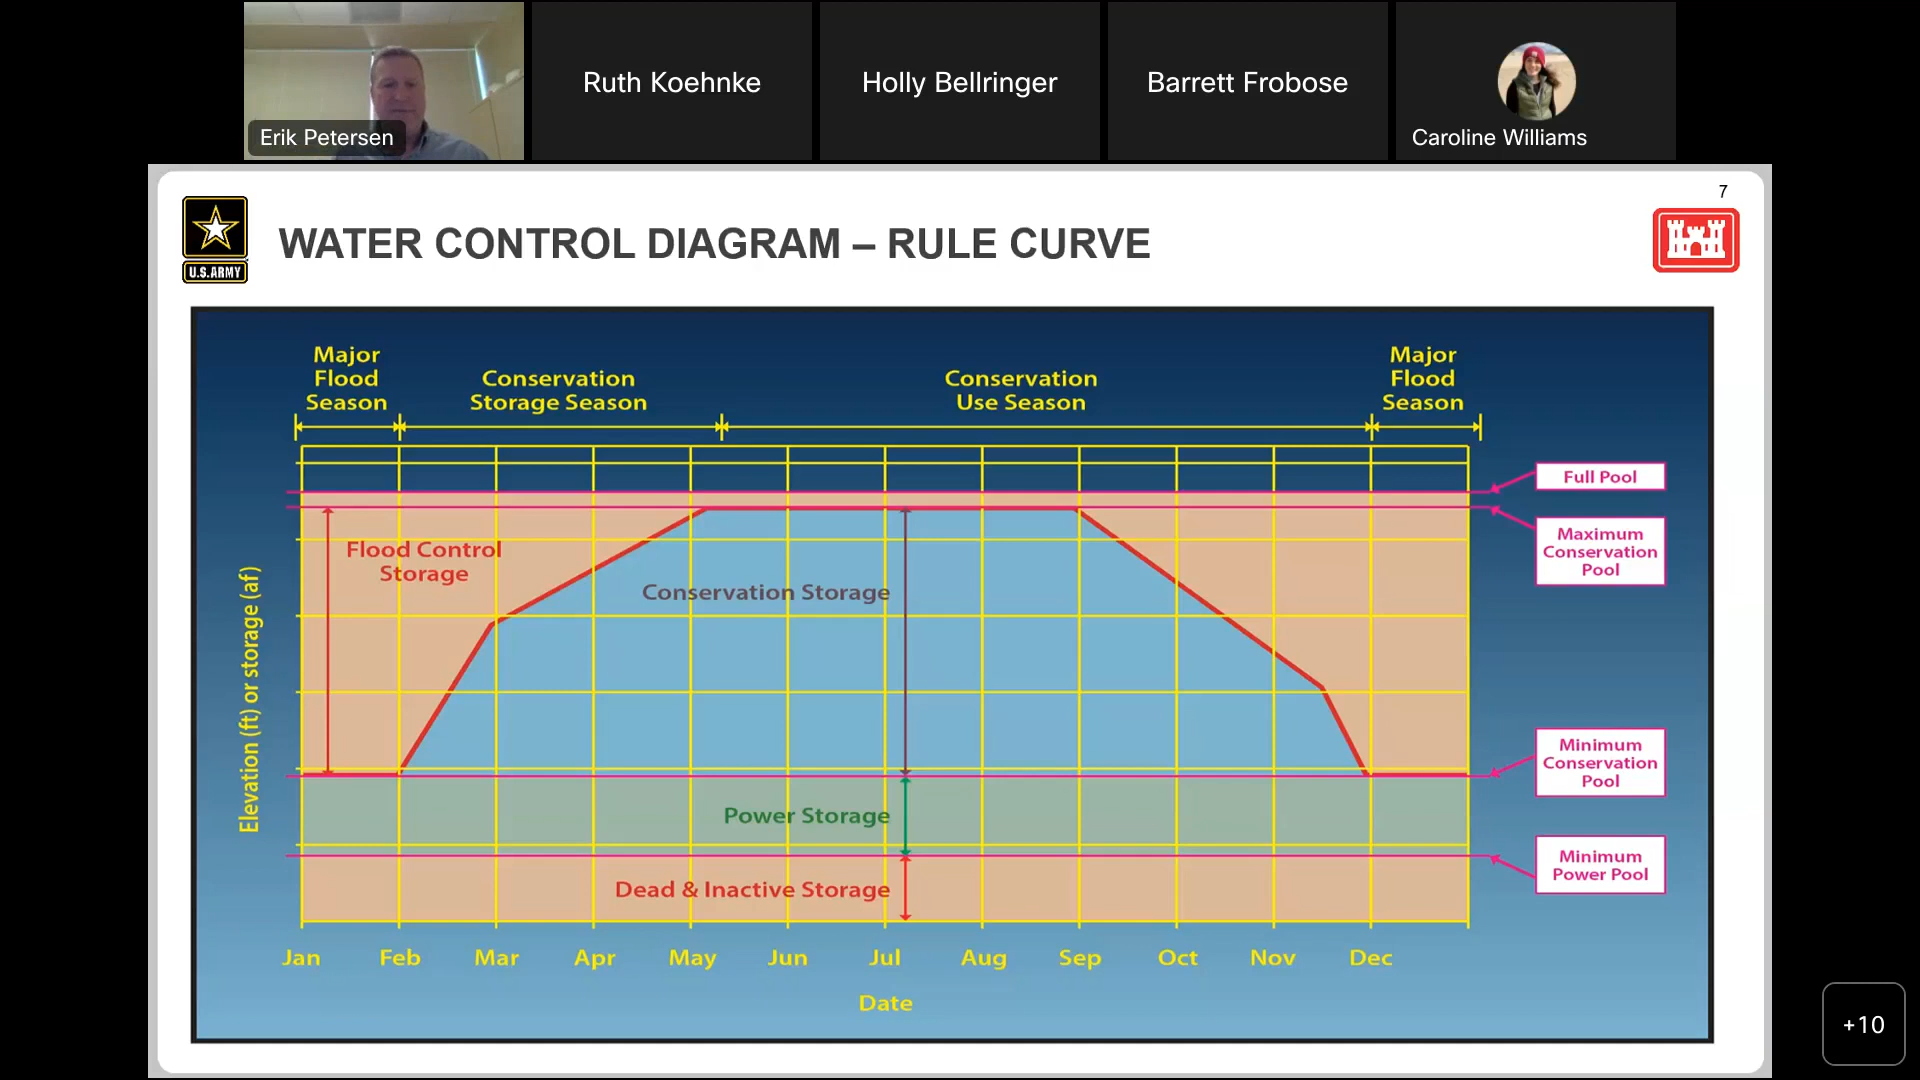 Erik Petersen
Ruth Koehnke
Holly Bellringer
Barrett Frobose
Caroline Williams
7
U.S.ARMY
WATER CONTROL DIAGRAM – RULE CURVE
Major
Flood
Season
Conservation
Storage Season
Conservation
Use Season
Major
Flood
Season
Full Pool
Maximum
Conservation
Pool
Flood Control
Storage
Conservation Storage
Elevation (ft) or storage (af)
Minimum
Conservation
Pool
Power Storage
Minimum
Power Pool
Dead & Inactive Storage
Jan Feb Mar Apr May Jun Jul Aug Sep Oct Nov Dec
Date
+10